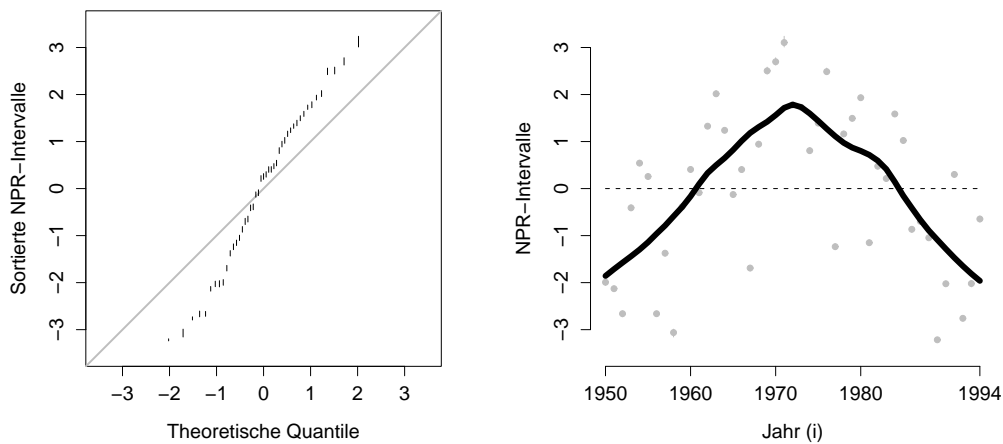 Sortierte NPR−Intervalle
3
2
1
0
−1
−2
−3
−3 −2 −1 0 1 2 3
Theoretische Quantile
NPR−Intervalle
3
2
1
0
−1
−2
−3
1950 1960 1970 1980 1994
Jahr (i)